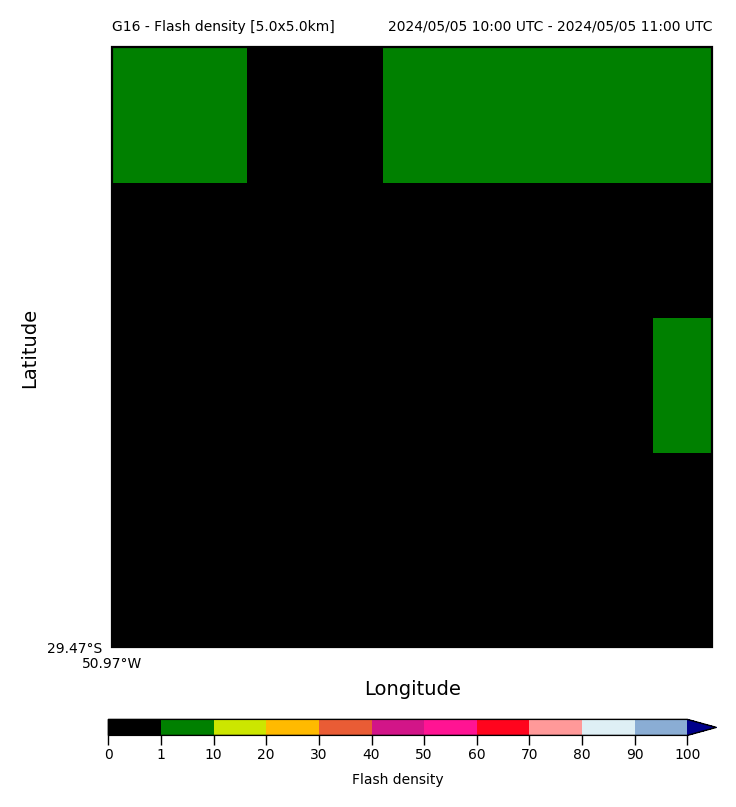 G16 - Flash density [5.0x5.0km] 2024/05/05 10:00 UTC - 2024/05/05 11:00 UTC
Latitude
29.47°S
50.97°W
Longitude
0 1 10 20 30 40 50 60 70 80 90 100
Flash density